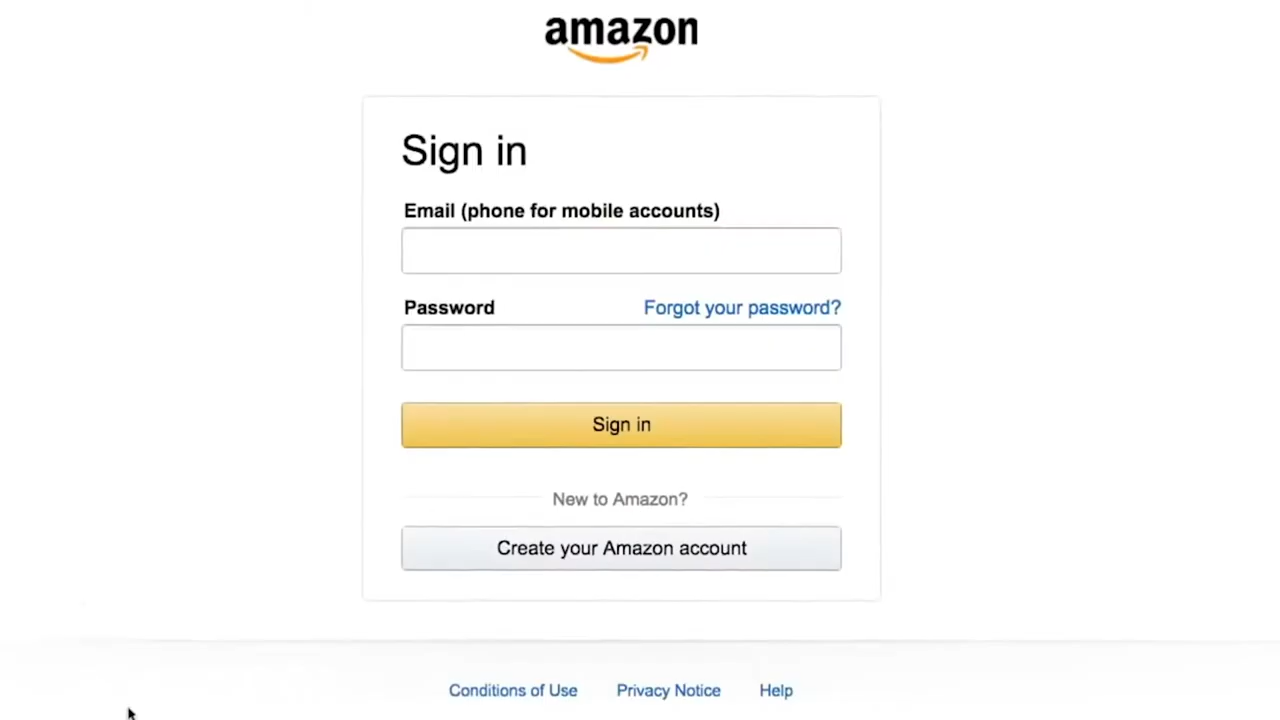 amazon
Sign in
Email (phone for mobile accounts)
Password Forgot your password?
Sign in
New to Amazon?
Create your Amazon account
Conditions of Use Privacy Notice Help